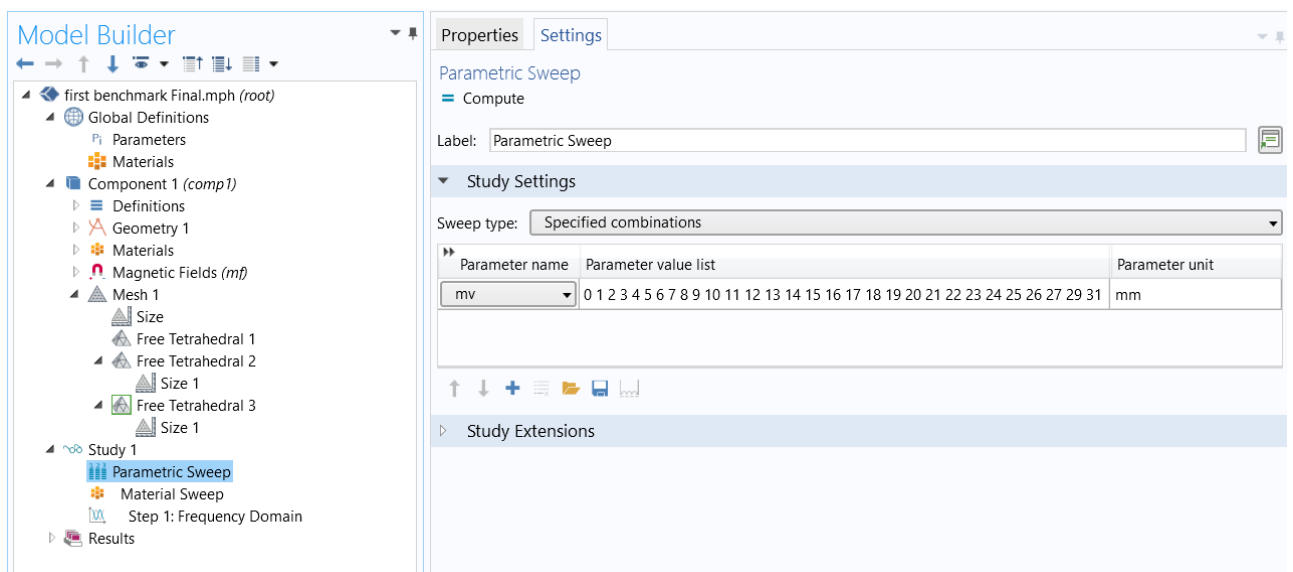 Model Builder
first benchmark Final.mph (root)
Global Definitions
Pi Parameters
Materials
Component 1 (comp1)
Definitions
Geometry 1
Materials
Magnetic Fields (mf)
Mesh 1
Size
Free Tetrahedral 1
Free Tetrahedral 2
Size 1
Free Tetrahedral 3
Size 1
Study 1
Parametric Sweep
Material Sweep
Step 1: Frequency Domain
Results
Properties Settings
Parametric Sweep
= Compute
Label: Parametric Sweep
Study Settings
Sweep type: Specified combinations
Parameter name Parameter value list Parameter unit
mv 0 1 2 3 4 5 6 7 8 9 10 11 12 13 14 15 16 17 18 19 20 21 22 23 24 25 26 27 29 31 mm
Study Extensions